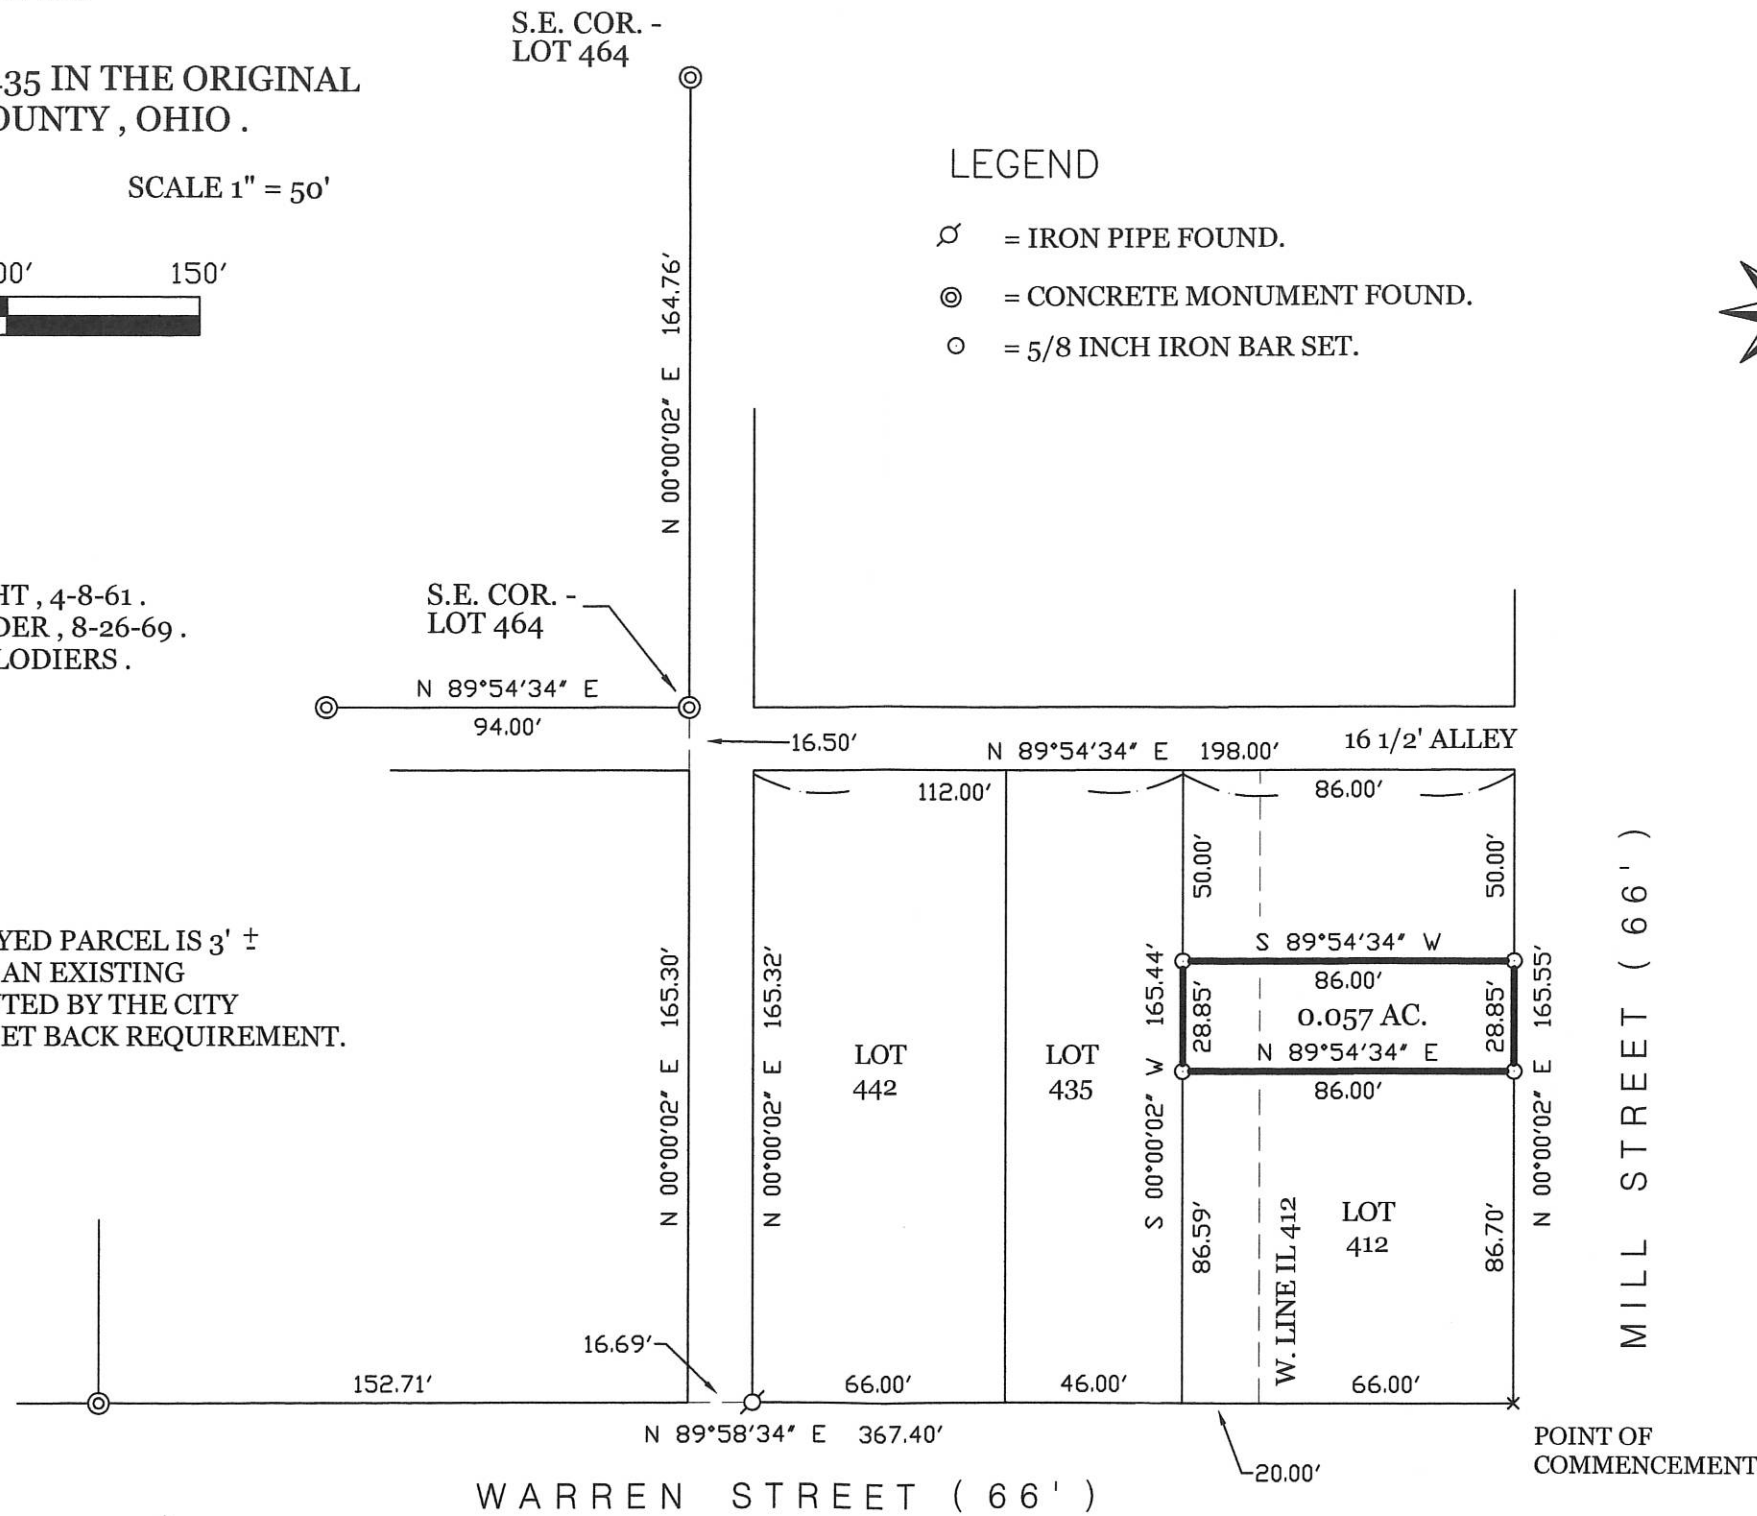 S.E. COR. -
LOT 464
435 IN THE ORIGINAL
OUNTY , OHIO .
SCALE 1" = 50'
00' 150'
LEGEND
= IRON PIPE FOUND.
= CONCRETE MONUMENT FOUND.
= 5/8 INCH IRON BAR SET.
N 00°00'02" E 164.76'
HT , 4-8-61 .
DER , 8-26-69 .
LODIERS .
S.E. COR. -
LOT 464
N 89°54'34" E
94.00'
16.50'
N 89°54'34" E 198.00'
16 1/2' ALLEY
112.00'
86.00'
50.00'
50.00'
YED PARCEL IS 3' ±
AN EXISTING
TED BY THE CITY
ET BACK REQUIREMENT.
N 00°00'02" E 165.30'
N 00°00'02" E 165.32'
LOT
442
LOT
435
S 00°00'02" W 165.44'
S 89°54'34" W
86.00'
28.85'
0.057 AC.
28.85'
N 89°54'34" E
86.00'
N 00°00'02" E 165.55'
MILL STREET ( 66' )
86.59'
W. LINE IL 412
LOT
412
86.70'
16.69'
152.71'
66.00'
46.00'
66.00'
N 89°58'34" E 367.40'
20.00'
POINT OF
COMMENCEMENT
WARREN STREET ( 66' )